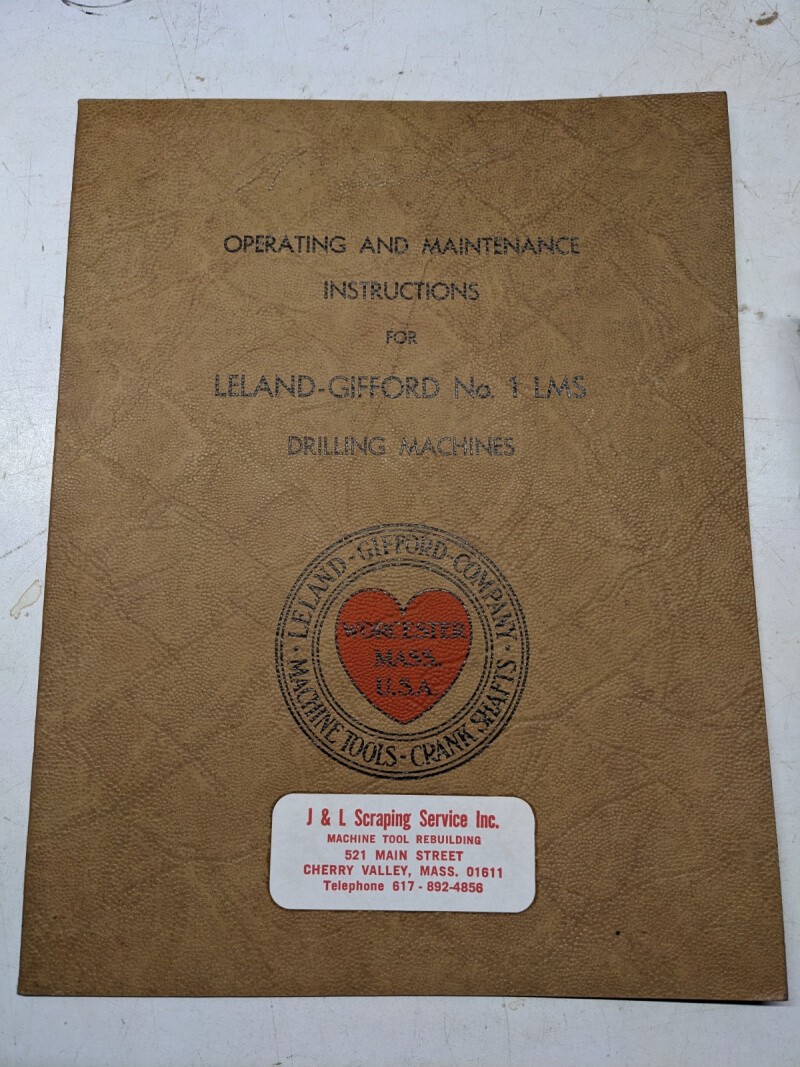 OPERATING AND MAINTENANCE
INSTRUCTIONS
FOR
LELAND-GIFFORD No. 1 LMS
DRILLING MACHINES
· LELAND-GIFFORD-COMPANY ·
WORCESTER
MASS.
U.S.A.
MACHINE TOOLS - CRANK SHAFTS
J & L Scraping Service Inc.
MACHINE TOOL REBUILDING
521 MAIN STREET
CHERRY VALLEY, MASS. 01611
Telephone 617 - 892-4856